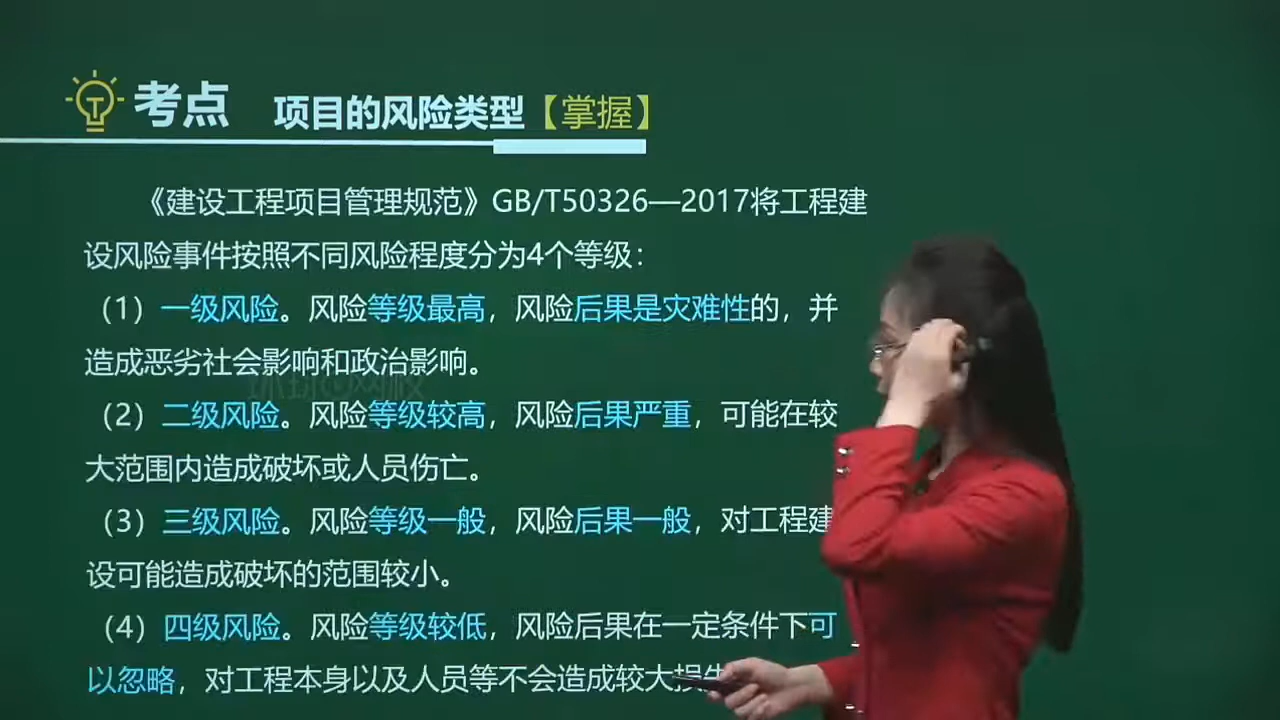 考点 项目的风险类型【掌握】
《建设工程项目管理规范》GB/T50326—2017将工程建
设风险事件按照不同风险程度分为4个等级：
（1）一级风险。风险等级最高，风险后果是灾难性的，并
造成恶劣社会影响和政治影响。
（2）二级风险。风险等级较高，风险后果严重，可能在较
大范围内造成破坏或人员伤亡。
（3）三级风险。风险等级一般，风险后果一般，对工程建
设可能造成破坏的范围较小。
（4）四级风险。风险等级较低，风险后果在一定条件下可
以忽略，对工程本身以及人员等不会造成较大损失